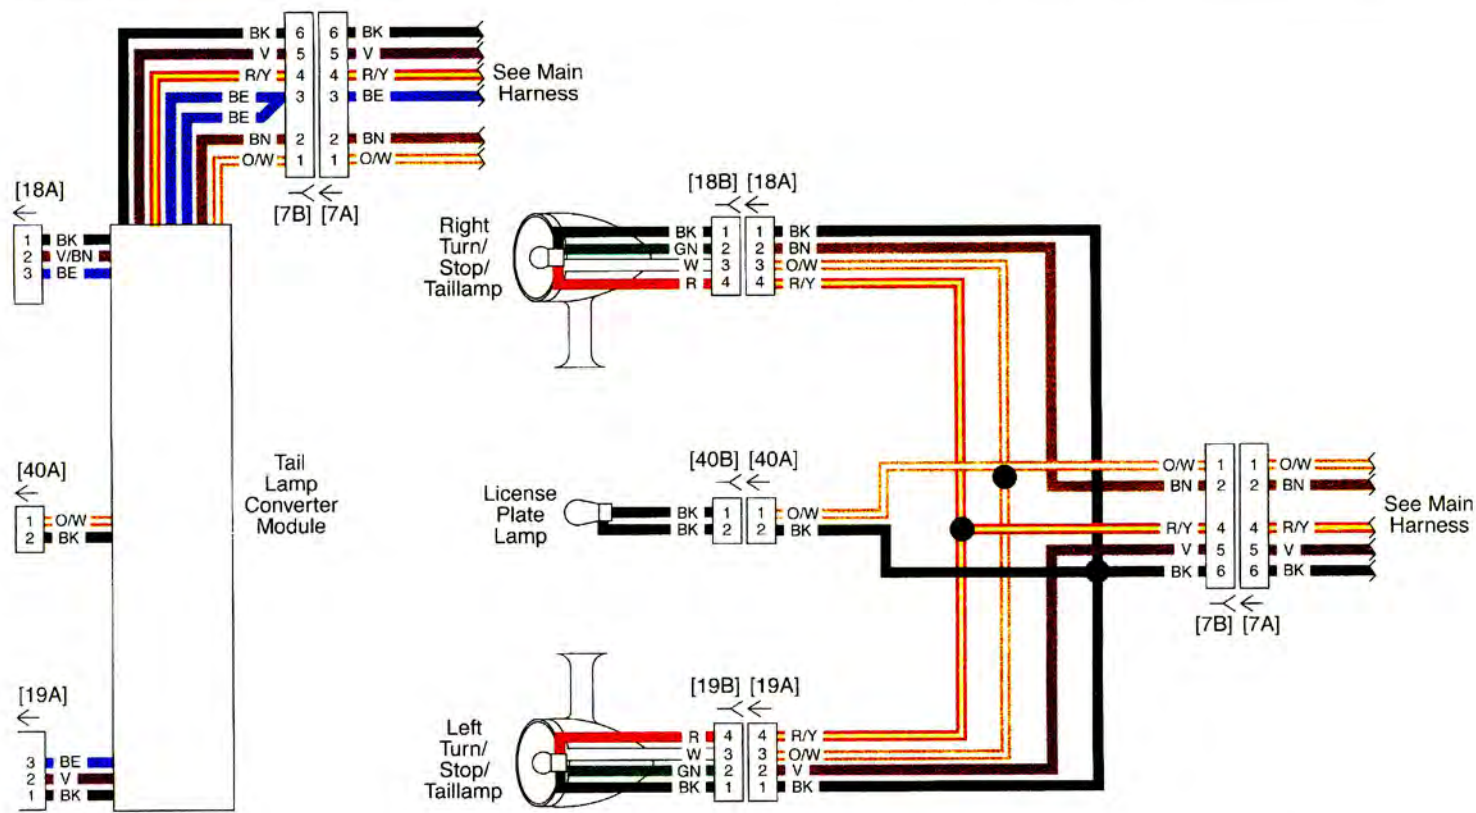 BK 6 6 BK
V 5 5 V
R/Y 4 4 R/Y
BE 3 3 BE
BE
BN 2 2 BN
O/W 1 1 O/W
See Main
Harness
[7B] [7A]
[18A]
1 BK
2 V/BN
3 BE
[40A]
1 O/W
2 BK
[19A]
3 BE
2 V
1 BK
Tail
Lamp
Converter
Module
Right
Turn/
Stop/
Taillamp
[18B] [18A]
BK 1 1 BK
GN 2 2 BN
W 3 3 O/W
R 4 4 R/Y
License
Plate
Lamp
[40B] [40A]
BK 1 1 O/W
BK 2 2 BK
Left
Turn/
Stop/
Taillamp
[19B] [19A]
R 4 4 R/Y
W 3 3 O/W
GN 2 2 V
BK 1 1 BK
O/W 1 1 O/W
BN 2 2 BN
R/Y 4 4 R/Y
V 5 5 V
BK 6 6 BK
See Main
Harness
[7B] [7A]